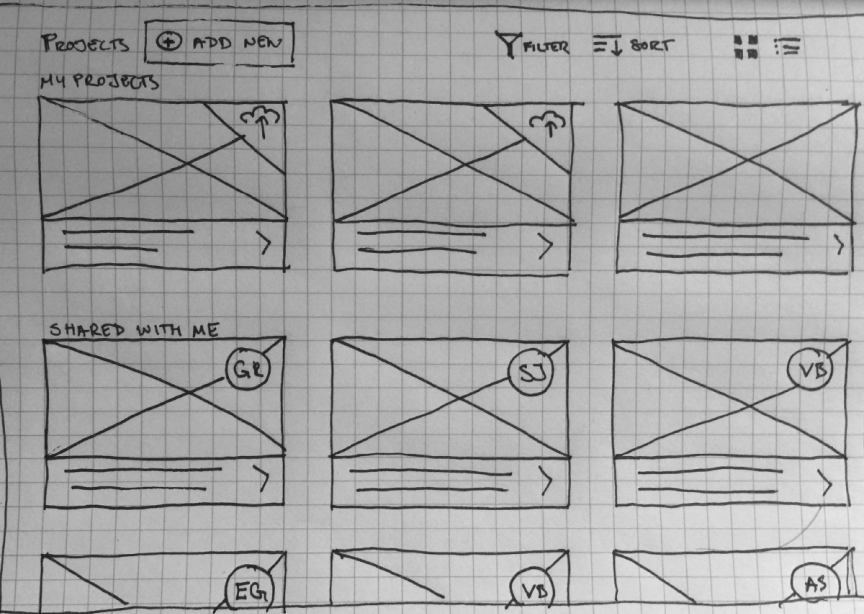 PROJECTS ADD NEW FILTER SORT
MY PROJECTS
SHARED WITH ME
GR SJ VB
EG VB AS